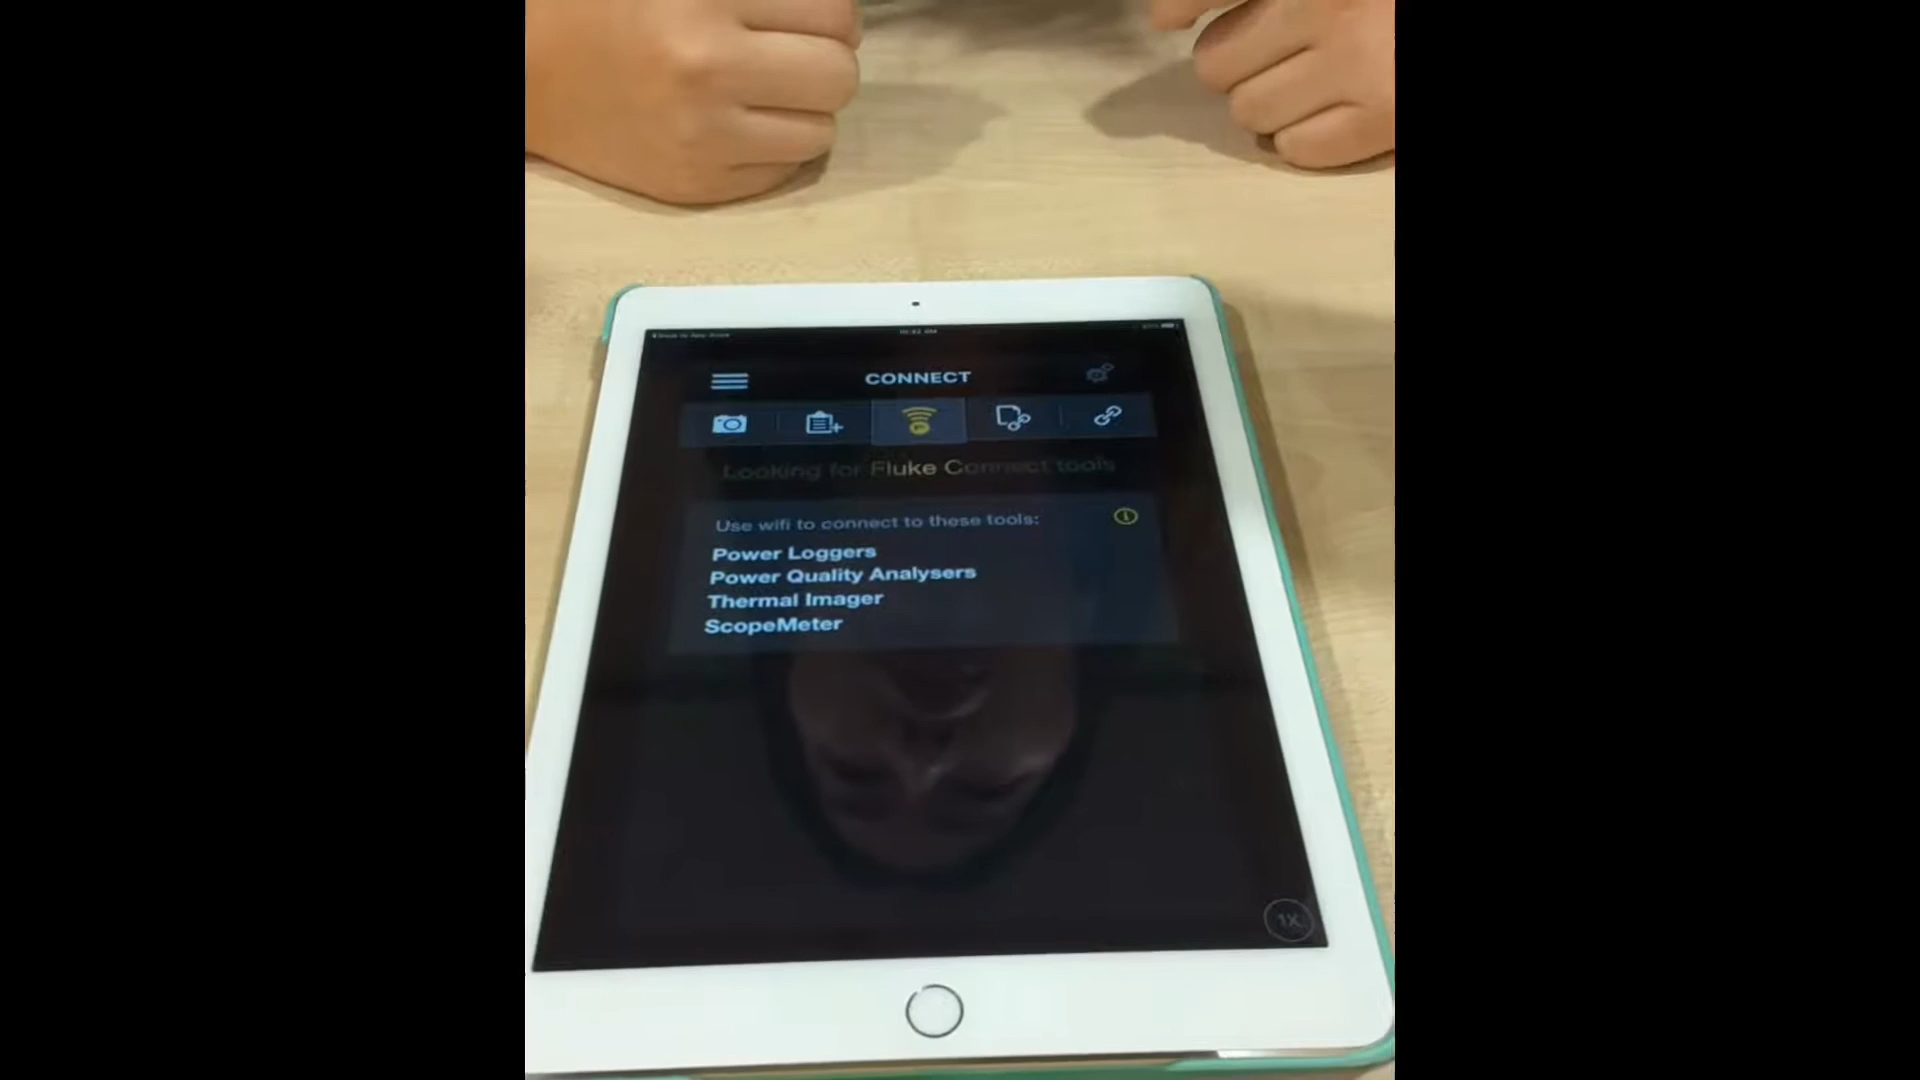 CONNECT
Looking for Fluke Connect tools
Use wifi to connect to these tools:
Power Loggers
Power Quality Analysers
Thermal Imager
ScopeMeter
1X